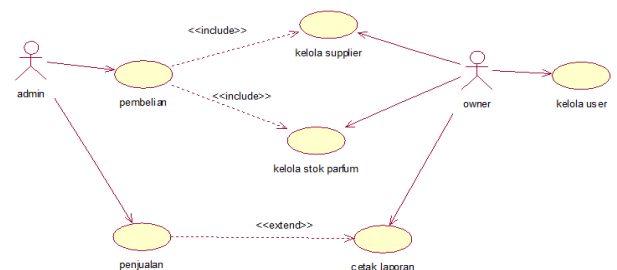 <<include>>
kelola supplier
admin
pembelian
<<include>>
owner
kelola user
kelola stok parfum
<<extend>>
penjualan
cetak laporan